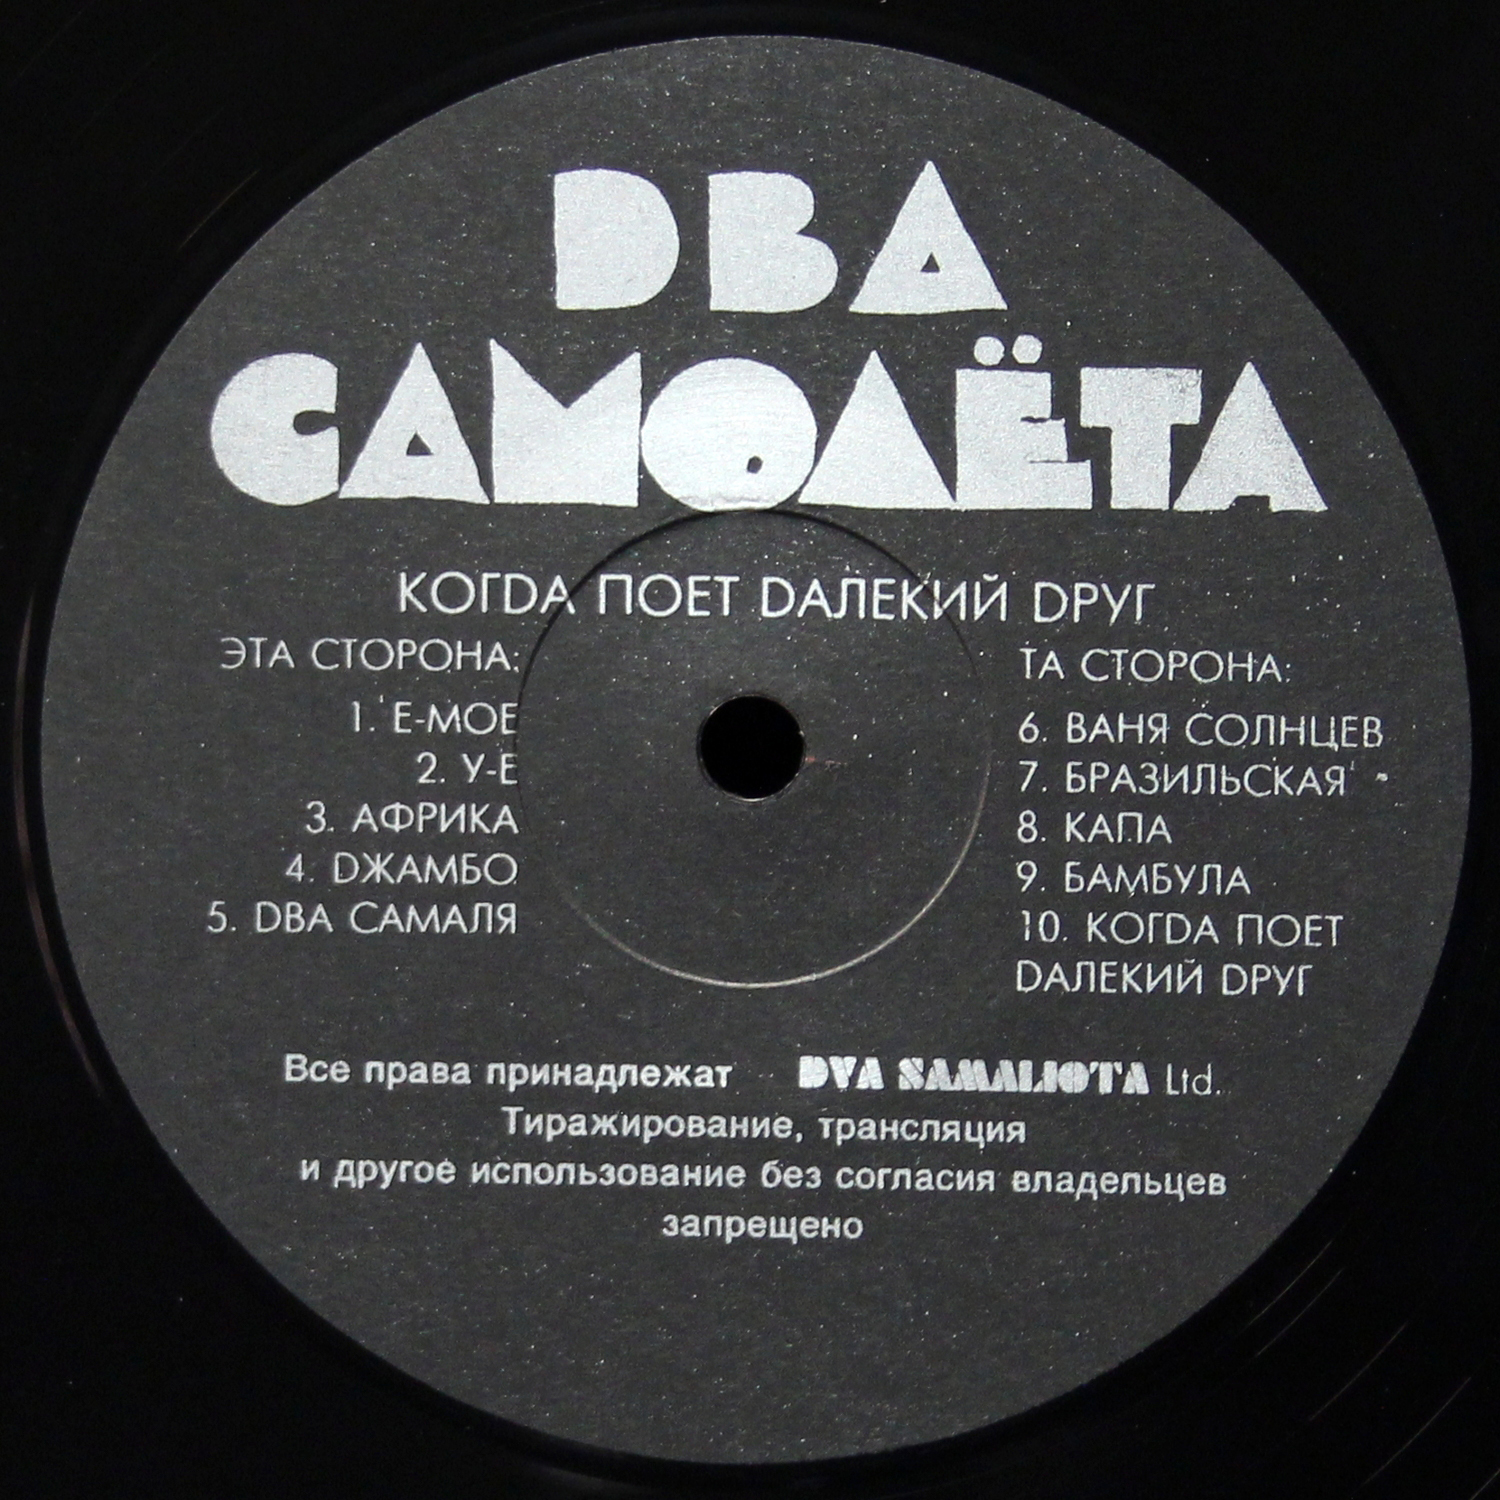 DВА
САМОЛЁТА
КОГDА ПОЕТ DАЛЕКИЙ DРУГ
ЭТА СТОРОНА:
1. Е-МОЕ
2. У-Е
3. АФРИКА
4. DЖАМБО
5. DВА САМАЛЯ
ТА СТОРОНА:
6. ВАНЯ СОЛНЦЕВ
7. БРАЗИЛЬСКАЯ
8. КАПА
9. БАМБУЛА
10. КОГDА ПОЕТ
DАЛЕКИЙ DРУГ
Все права принадлежат DVA SAMALIOTA Ltd.
Тиражирование, трансляция
и другое использование без согласия владельцев
запрещено